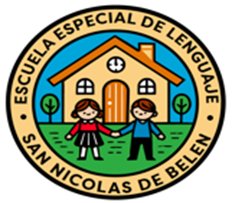 ESCUELA ESPECIAL DE LENGUAJE
SAN NICOLAS DE BELEN